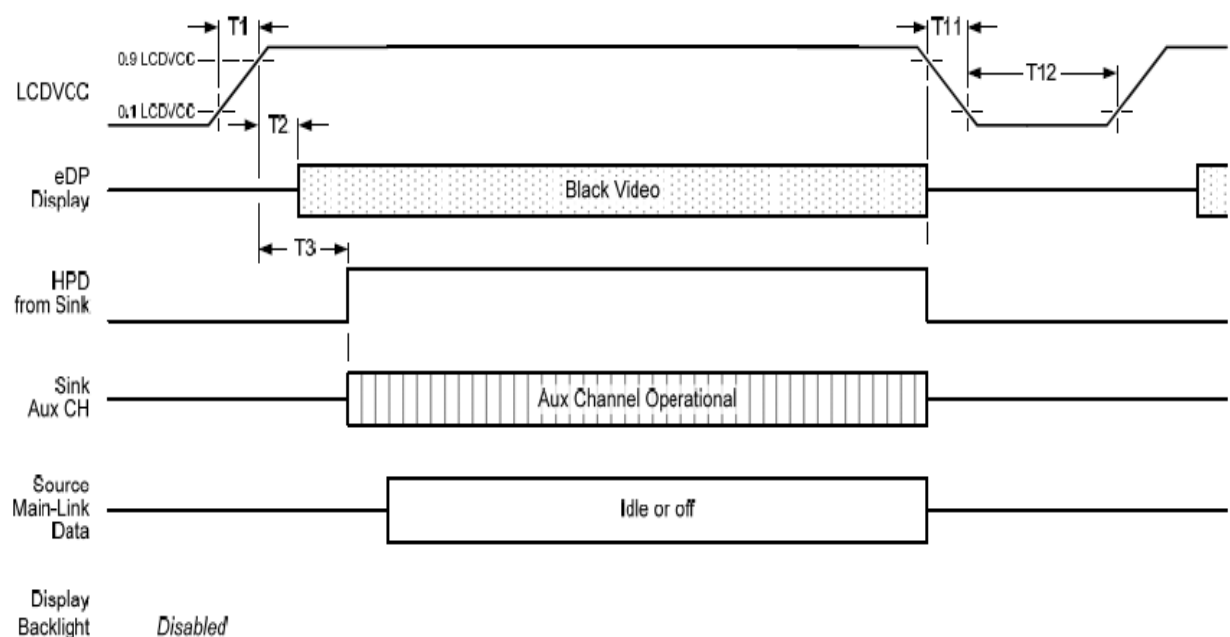 T1
T11
0.9 LCDVCC
T12
LCDVCC
0.1 LCDVCC
T2
eDP
Display
Black Video
T3
HPD
from Sink
Sink
Aux CH
Aux Channel Operational
Source
Main-Link
Data
Idle or off
Display
Backlight
Disabled